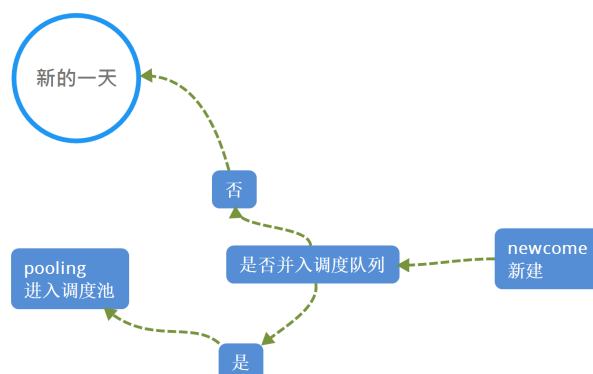 新的一天
否
是否并入调度队列
newcome
新建
pooling
进入调度池
是